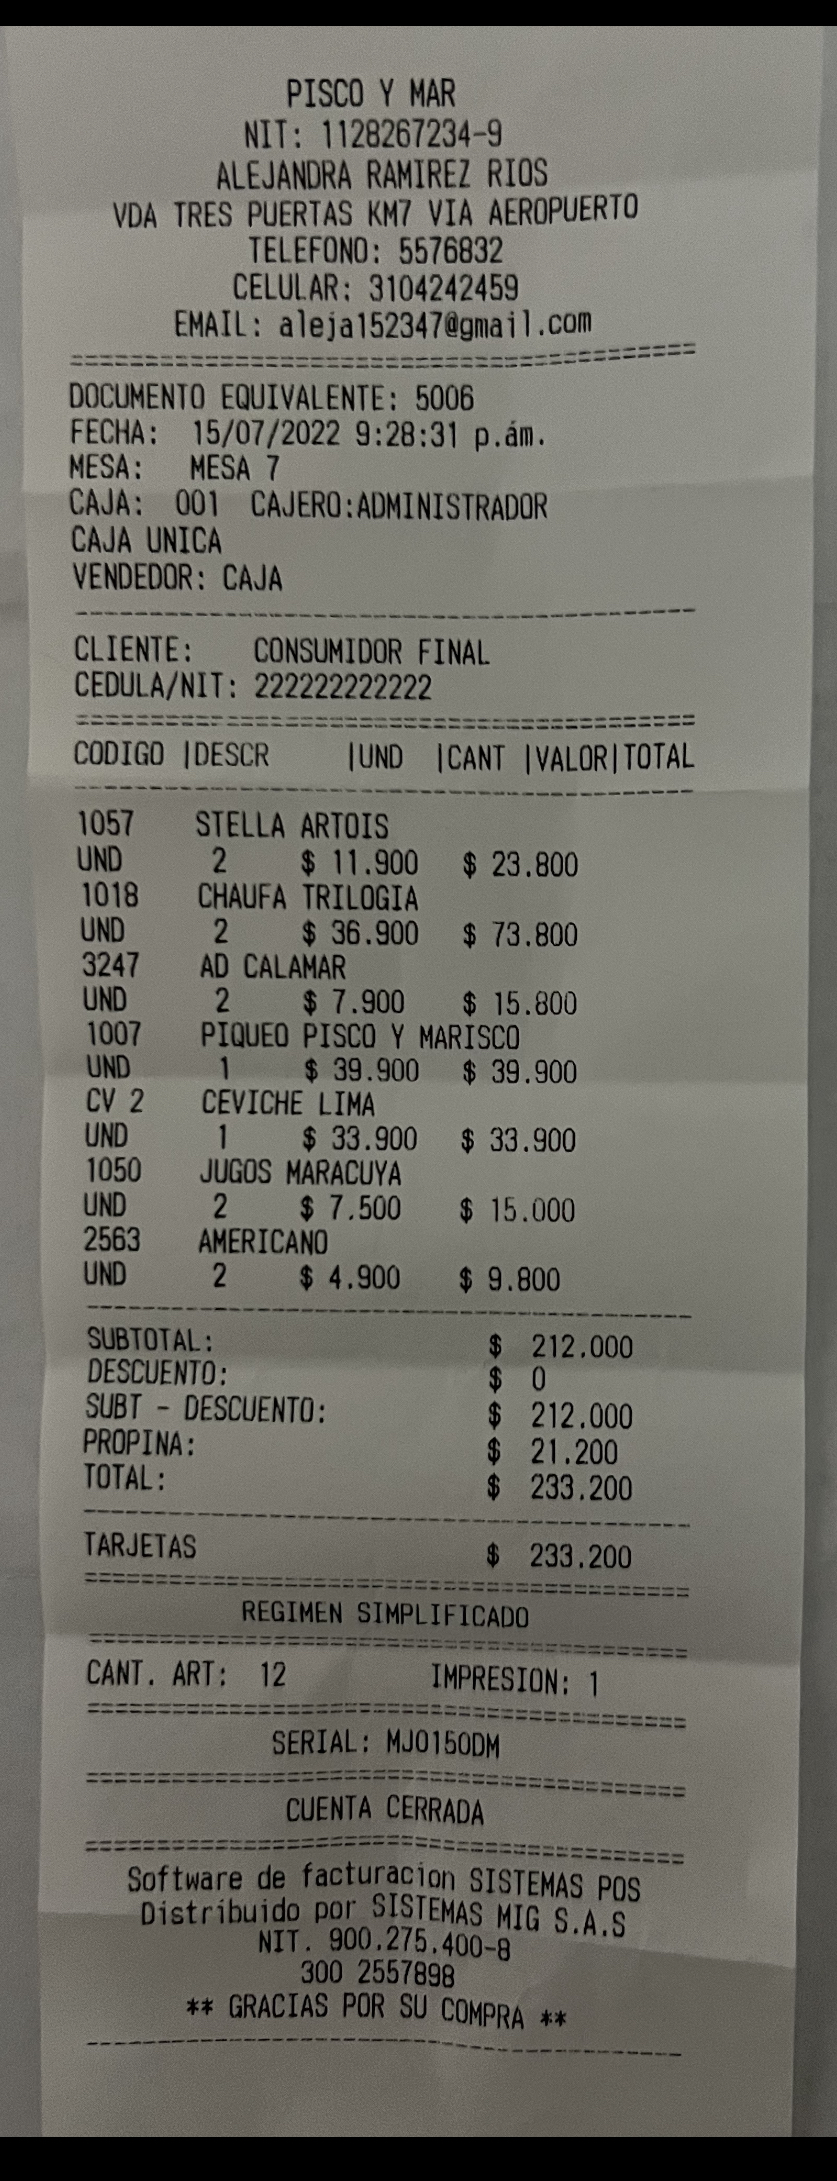 PISCO Y MAR
NIT: 1128267234-9
ALEJANDRA RAMIREZ RIOS
VDA TRES PUERTAS KM7 VIA AEROPUERTO
TELEFONO: 5576832
CELULAR: 3104242459
EMAIL: aleja152347@gmail.com
DOCUMENTO EQUIVALENTE: 5006
FECHA: 15/07/2022 9:28:31 p.ám.
MESA: MESA 7
CAJA: 001 CAJERO:ADMINISTRADOR
CAJA UNICA
VENDEDOR: CAJA
CLIENTE: CONSUMIDOR FINAL
CEDULA/NIT: 222222222222
CODIGO |DESCR |UND |CANT |VALOR|TOTAL
1057 STELLA ARTOIS
UND 2 $ 11.900 $ 23.800
1018 CHAUFA TRILOGIA
UND 2 $ 36.900 $ 73.800
3247 AD CALAMAR
UND 2 $ 7.900 $ 15.800
1007 PIQUEO PISCO Y MARISCO
UND 1 $ 39.900 $ 39.900
CV 2 CEVICHE LIMA
UND 1 $ 33.900 $ 33.900
1050 JUGOS MARACUYA
UND 2 $ 7.500 $ 15.000
2563 AMERICANO
UND 2 $ 4.900 $ 9.800
SUBTOTAL: $ 212.000
DESCUENTO: $ 0
SUBT - DESCUENTO: $ 212.000
PROPINA: $ 21.200
TOTAL: $ 233.200
TARJETAS $ 233.200
REGIMEN SIMPLIFICADO
CANT. ART: 12 IMPRESION: 1
SERIAL: MJ0150DM
CUENTA CERRADA
Software de facturacion SISTEMAS POS
Distribuido por SISTEMAS MIG S.A.S
NIT. 900.275.400-8
300 2557898
** GRACIAS POR SU COMPRA **